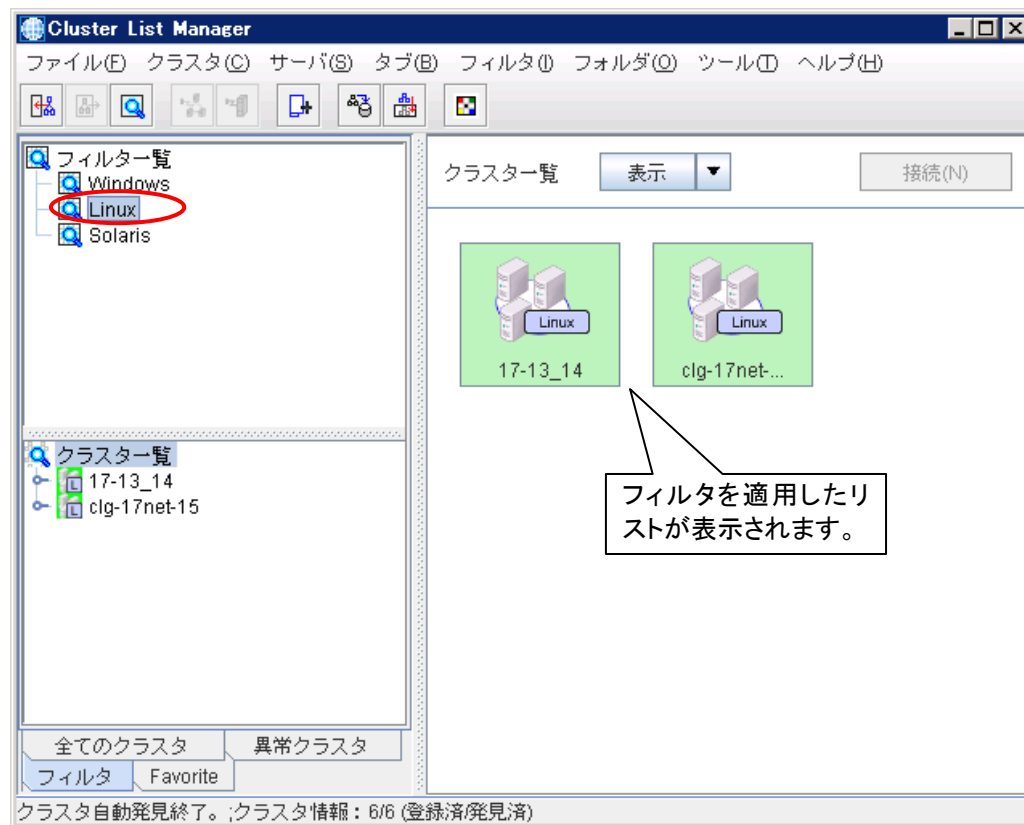 Cluster List Manager
ファイル(F) クラスタ(C) サーバ(S) タブ(B) フィルタ(I) フォルダ(O) ツール(T) ヘルプ(H)
フィルタ一覧
Windows
Linux
Solaris
クラスタ一覧
17-13_14
clg-17net-15
全てのクラスタ
異常クラスタ
フィルタ
Favorite
クラスタ一覧
表示
接続(N)
Linux
17-13_14
Linux
clg-17net-...
フィルタを適用したリ
ストが表示されます。
クラスタ自動発見終了。;クラスタ情報：6/6 (登録済/発見済)